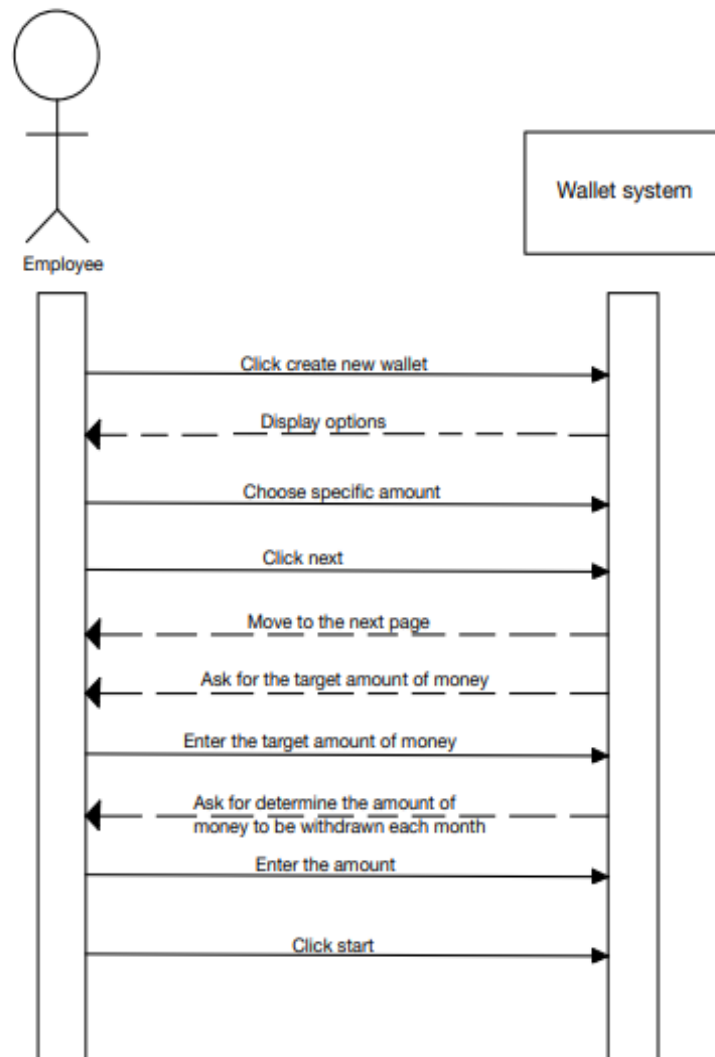 Wallet system
Employee
Click create new wallet
Display options
Choose specific amount
Click next
Move to the next page
Ask for the target amount of money
Enter the target amount of money
Ask for determine the amount of
money to be withdrawn each month
Enter the amount
Click start